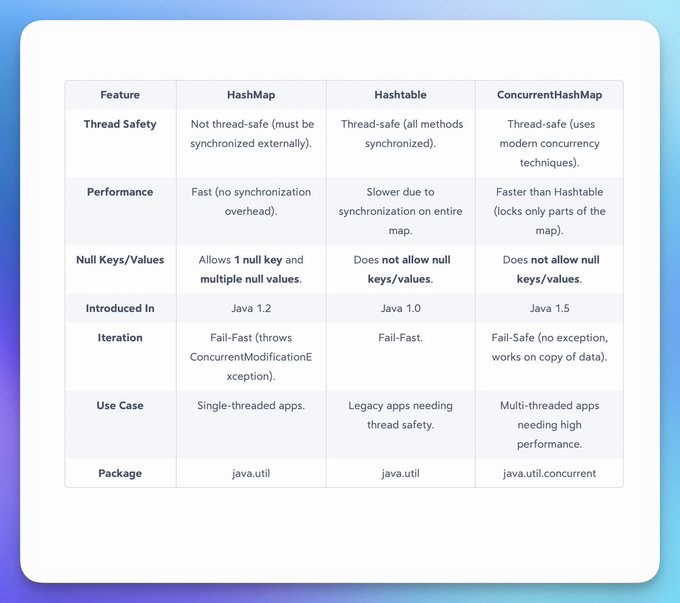 Feature HashMap Hashtable ConcurrentHashMap
Thread Safety Not thread-safe (must be Thread-safe (all methods Thread-safe (uses
synchronized externally). synchronized). modern concurrency
techniques).
Performance Fast (no synchronization Slower due to Faster than Hashtable
overhead). synchronization on entire (locks only parts of the
map. map).
Null Keys/Values Allows 1 null key and Does not allow null Does not allow null
multiple null values. keys/values. keys/values.
Introduced In Java 1.2 Java 1.0 Java 1.5
Iteration Fail-Fast (throws Fail-Fast. Fail-Safe (no exception,
ConcurrentModificationE works on copy of data).
xception).
Use Case Single-threaded apps. Legacy apps needing Multi-threaded apps
thread safety. needing high
performance.
Package java.util java.util java.util.concurrent